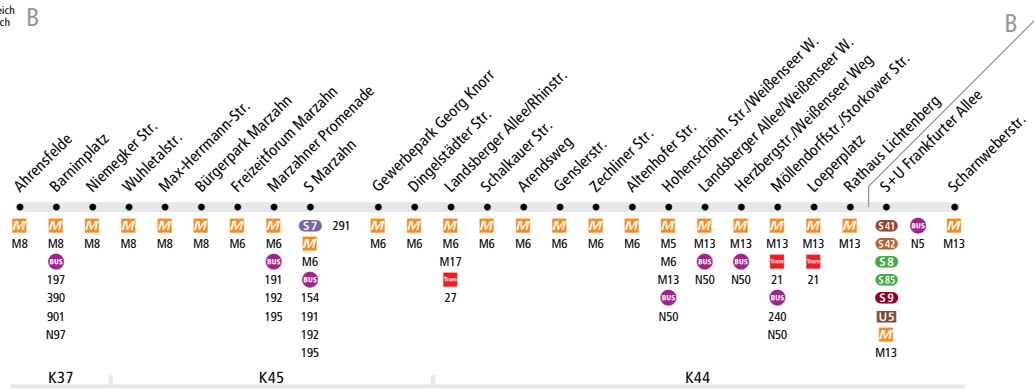 eich
ch
B
B
Ahrensfelde
Barnimplatz
Niemegker Str.
Wuhletalstr.
Max-Herrmann-Str.
Bürgerpark Marzahn
Freizeitforum Marzahn
Marzahner Promenade
S Marzahn
Gewerbepark Georg Knorr
Dingelstädter Str.
Landsberger Allee/Rhinstr.
Schalkauer Str.
Arendsweg
Genslerstr.
Zechliner Str.
Altenhofer Str.
Hohenschönh. Str./Weißenseer W.
Landsberger Allee/Weißenseer W.
Herzbergstr./Weißenseer Weg
Möllendorffstr./Storkower Str.
Loeperplatz
Rathaus Lichtenberg
S+U Frankfurter Allee
Scharnweberstr.
M M M M M M M M S7 291 M M M M M M M M M M M M M M S41 BUS M
M8 M8 M8 M8 M8 M8 M6 M6 M M6 M6 M6 M6 M6 M6 M6 M6 M5 M13 M13 M13 M13 M13 S42 N5 M13
BUS BUS M6 M17 M6 BUS BUS Tram Tram S8
197 191 BUS Tram M13 N50 N50 21 21 S85
390 192 154 27 BUS BUS S9
901 195 191 N50 240 U5
N97 192 N50 M
195 M13
K37 K45 K44